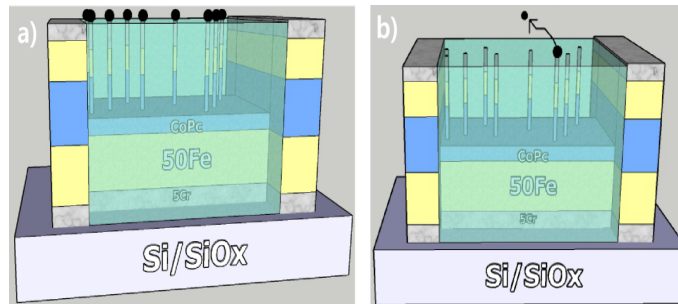 a)
CoPc
50Fe
5Cr
Si/SiOx
b)
CoPc
50Fe
5Cr
Si/SiOx